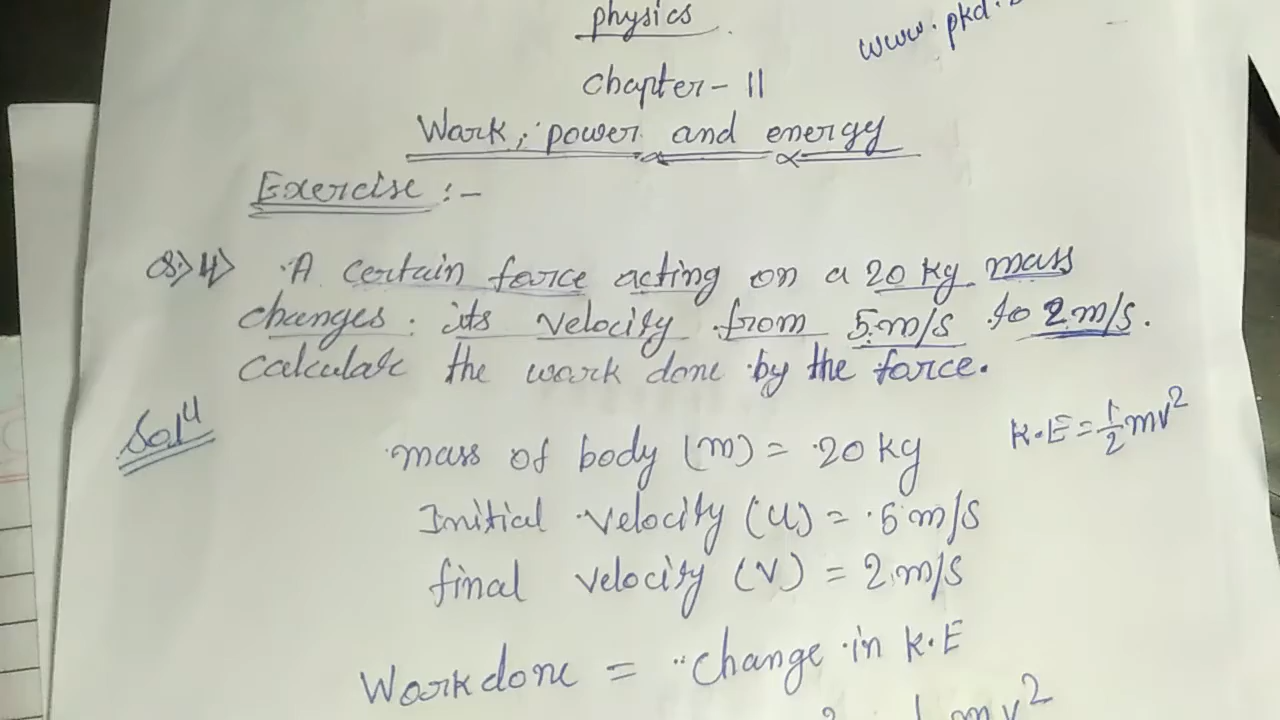 physics
www.pkd.
Chapter - 11
Work, power and energy
Exercise :-
Q>4> A certain force acting on a 20 kg mass
changes its velocity from 5 m/s to 2 m/s.
calculate the work done by the force.
Sol4
K.E = 1/2 mv²
mass of body (m) = 20 kg
Initial velocity (u) = 5 m/s
final velocity (v) = 2 m/s
Work done = change in K.E
mv²